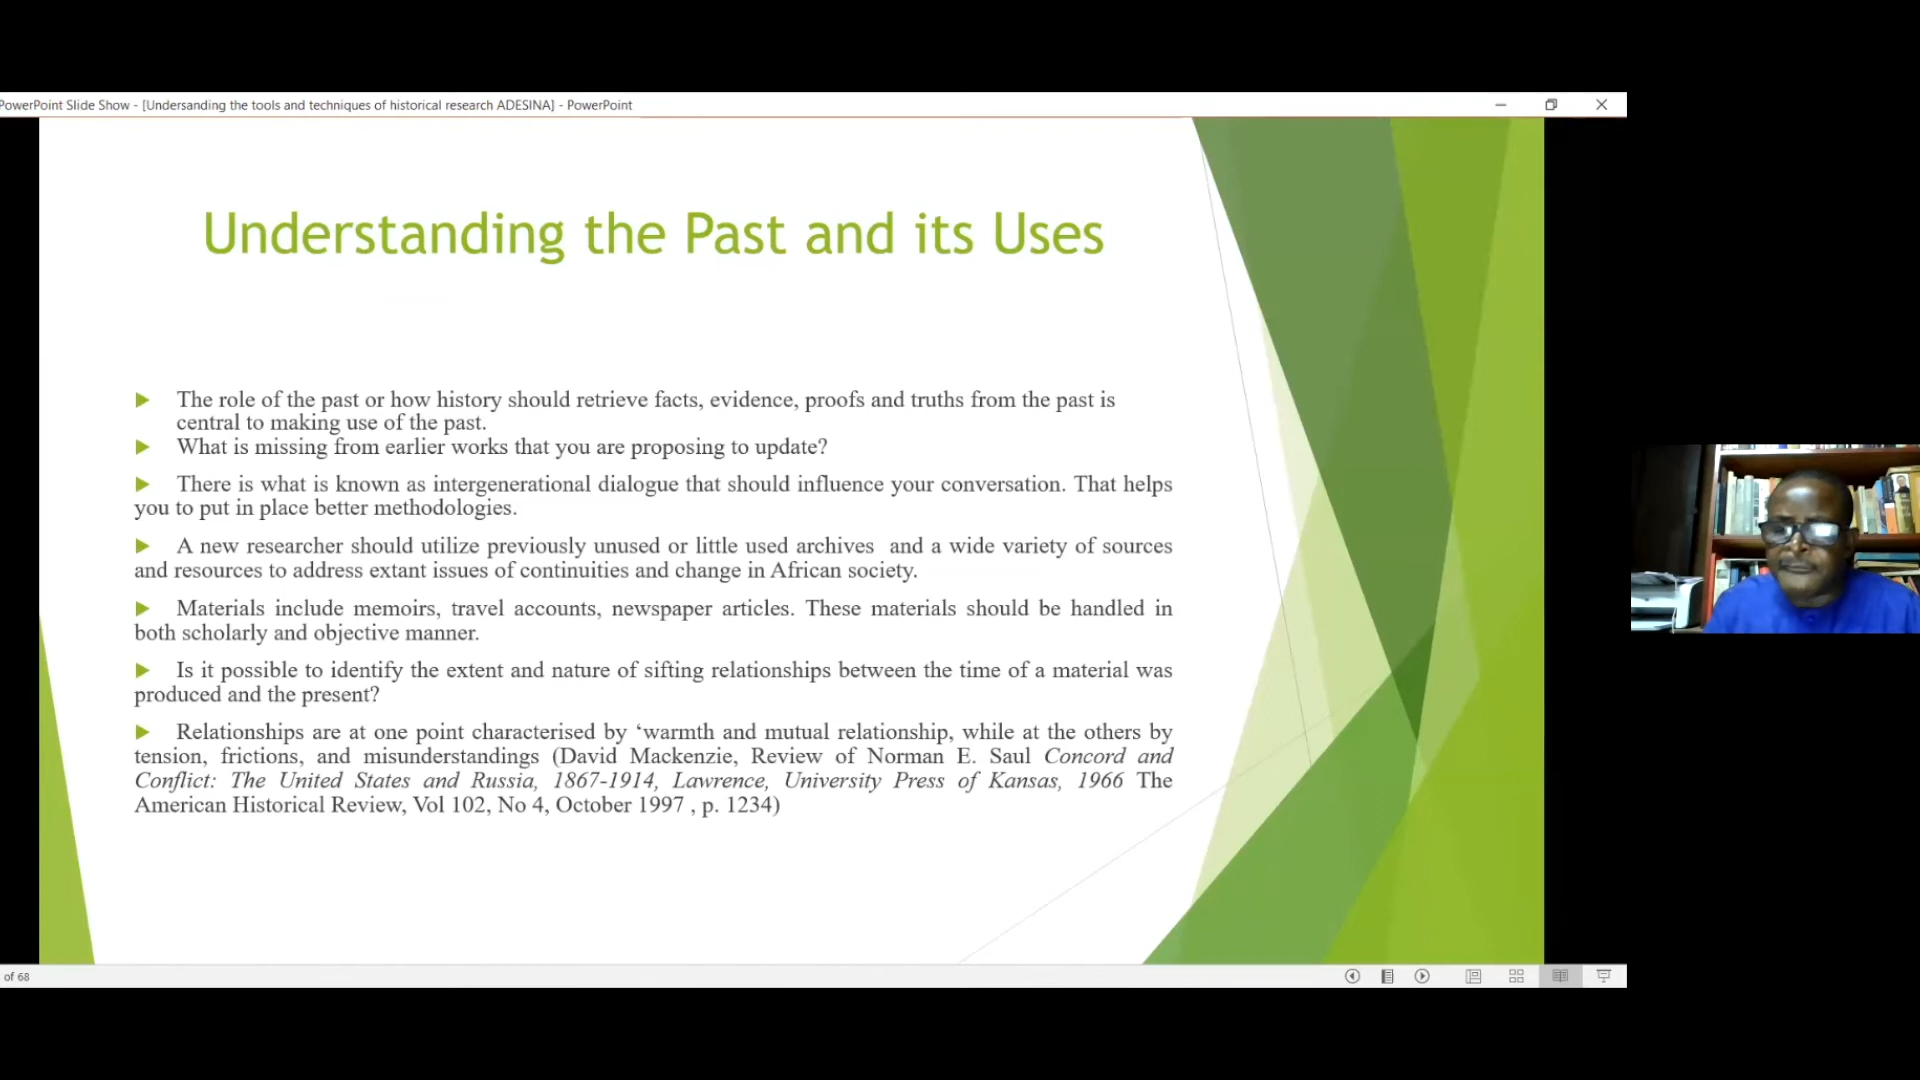 PowerPoint Slide Show - [Undersanding the tools and techniques of historical research ADESINA] - PowerPoint
Understanding the Past and its Uses
The role of the past or how history should retrieve facts, evidence, proofs and truths from the past is
central to making use of the past.
What is missing from earlier works that you are proposing to update?
There is what is known as intergenerational dialogue that should influence your conversation. That helps
you to put in place better methodologies.
A new researcher should utilize previously unused or little used archives and a wide variety of sources
and resources to address extant issues of continuities and change in African society.
Materials include memoirs, travel accounts, newspaper articles. These materials should be handled in
both scholarly and objective manner.
Is it possible to identify the extent and nature of sifting relationships between the time of a material was
produced and the present?
Relationships are at one point characterised by ‘warmth and mutual relationship, while at the others by
tension, frictions, and misunderstandings (David Mackenzie, Review of Norman E. Saul Concord and
Conflict: The United States and Russia, 1867-1914, Lawrence, University Press of Kansas, 1966 The
American Historical Review, Vol 102, No 4, October 1997 , p. 1234)
of 68